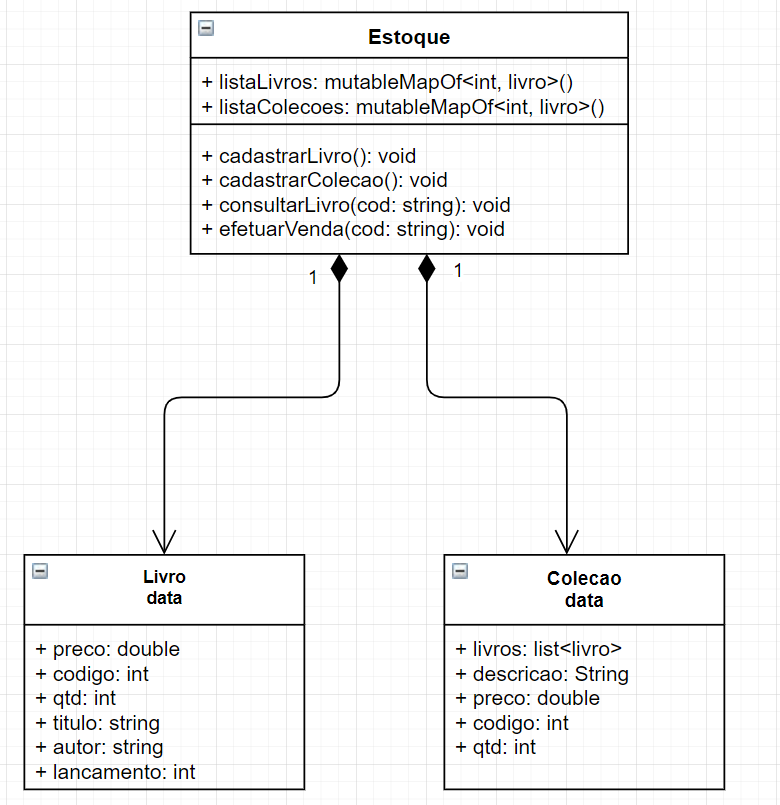 Estoque
+ listaLivros: mutableMapOf<int, livro>()
+ listaColecoes: mutableMapOf<int, livro>()
+ cadastrarLivro(): void
+ cadastrarColecao(): void
+ consultarLivro(cod: string): void
+ efetuarVenda(cod: string): void
1
1
Livro
data
+ preco: double
+ codigo: int
+ qtd: int
+ titulo: string
+ autor: string
+ lancamento: int
Colecao
data
+ livros: list<livro>
+ descricao: String
+ preco: double
+ codigo: int
+ qtd: int